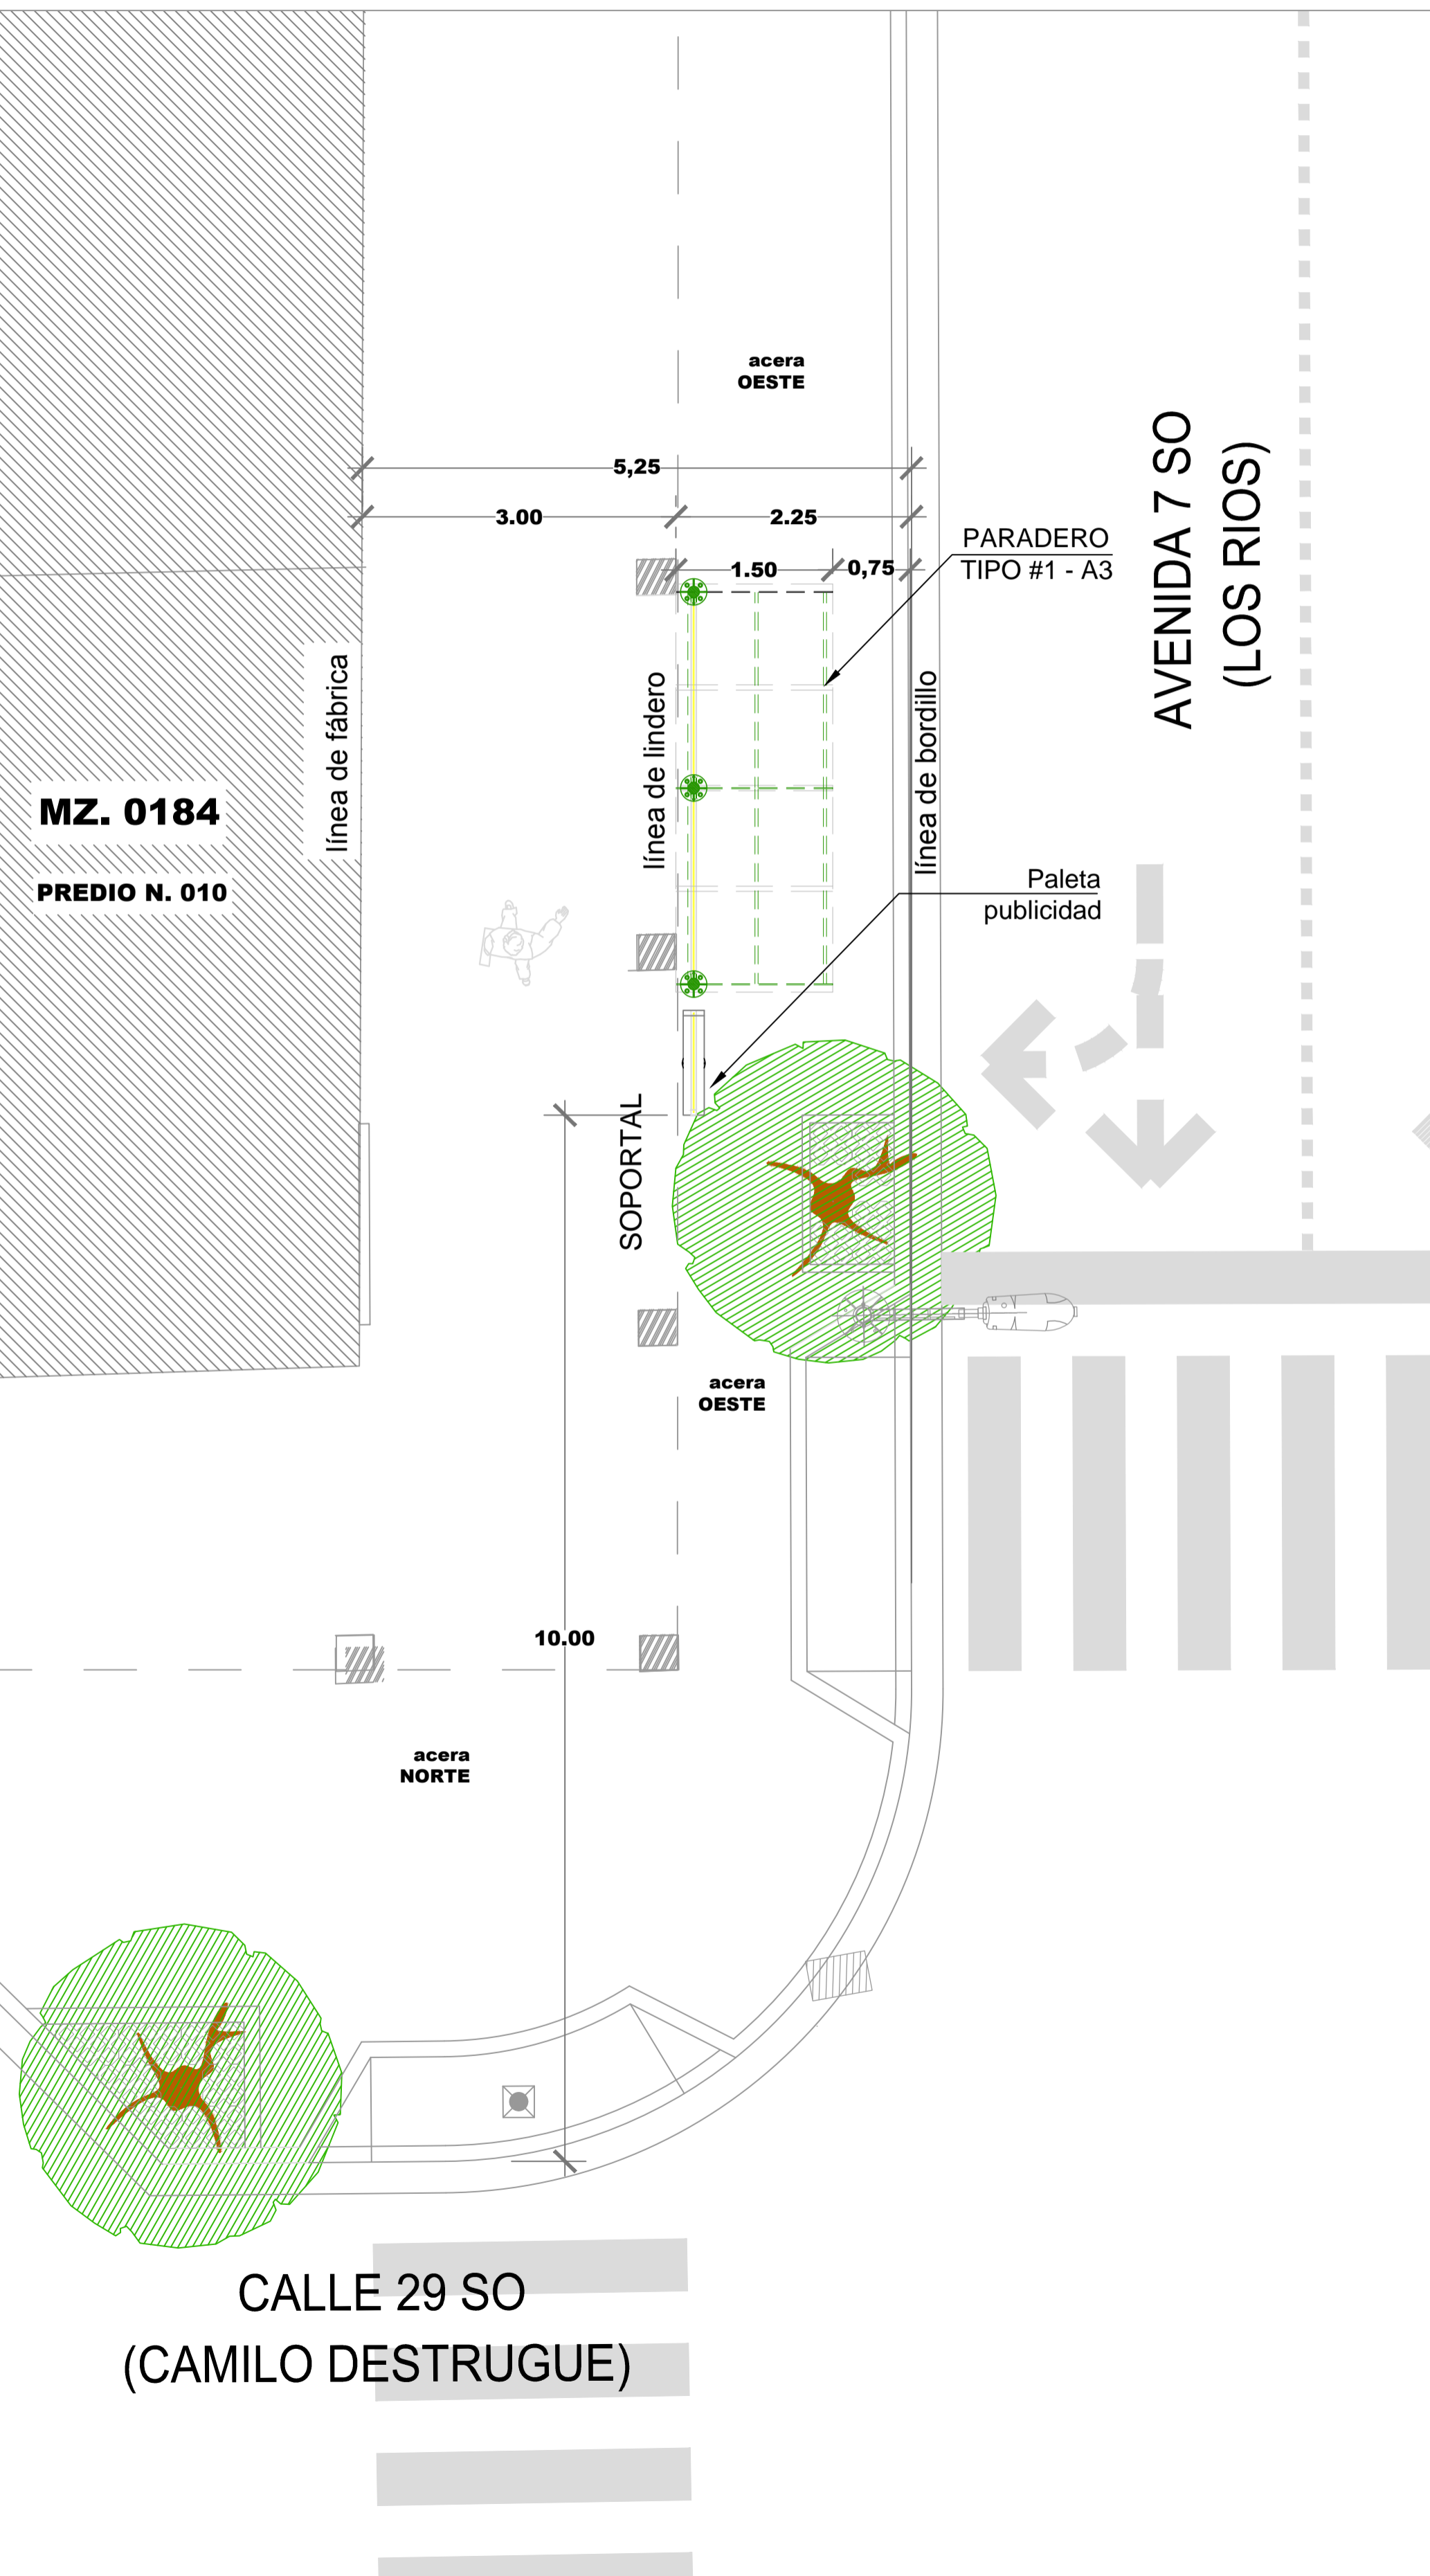 acera
OESTE
5,25
3.00
2.25
1.50
0,75
PARADERO
TIPO #1 - A3
AVENIDA 7 SO
(LOS RIOS)
línea de fábrica
línea de lindero
línea de bordillo
MZ. 0184
PREDIO N. 010
Paleta
publicidad
SOPORTAL
acera
OESTE
10.00
acera
NORTE
CALLE 29 SO
(CAMILO DESTRUGUE)